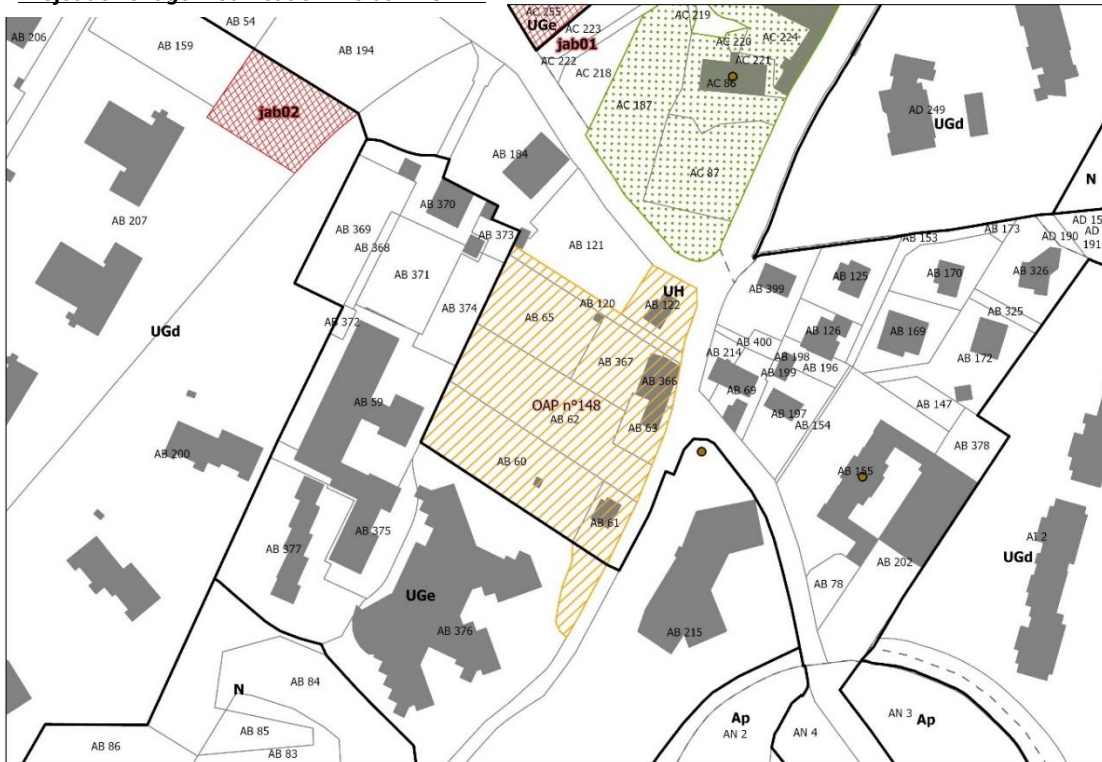 AB 206
AB 54
AB 159
AB 194
AC 255
UGe
AC 223
jab01
AC 222
AC 218
AC 219
AC 220
AC 224
AC 221
AC 86
AC 187
AC 87
AD 249
UGd
N
jab02
AB 207
AB 184
AB 370
AB 369
AB 368
AB 373
AB 371
AB 121
AB 374
AB 372
AB 153
AB 173
AD 15
AD 190
AD
191
AB 399
AB 125
AB 170
AB 326
UH
AB 122
AB 120
AB 65
UGd
AB 325
AB 126
AB 169
AB 400
AB 214
AB 198
AB 199
AB 196
AB 172
AB 367
AB 366
AB 69
AB 59
OAP n°148
AB 62
AB 63
AB 197
AB 154
AB 147
AB 378
AB 200
AB 60
AB 155
AB 61
AB 375
AB 377
UGe
AB 78
AB 202
UGd
AI 2
AB 376
AB 215
AB 84
N
AB 85
AB 86
AB 83
Ap
AN 2
AN 4
AN 3
Ap